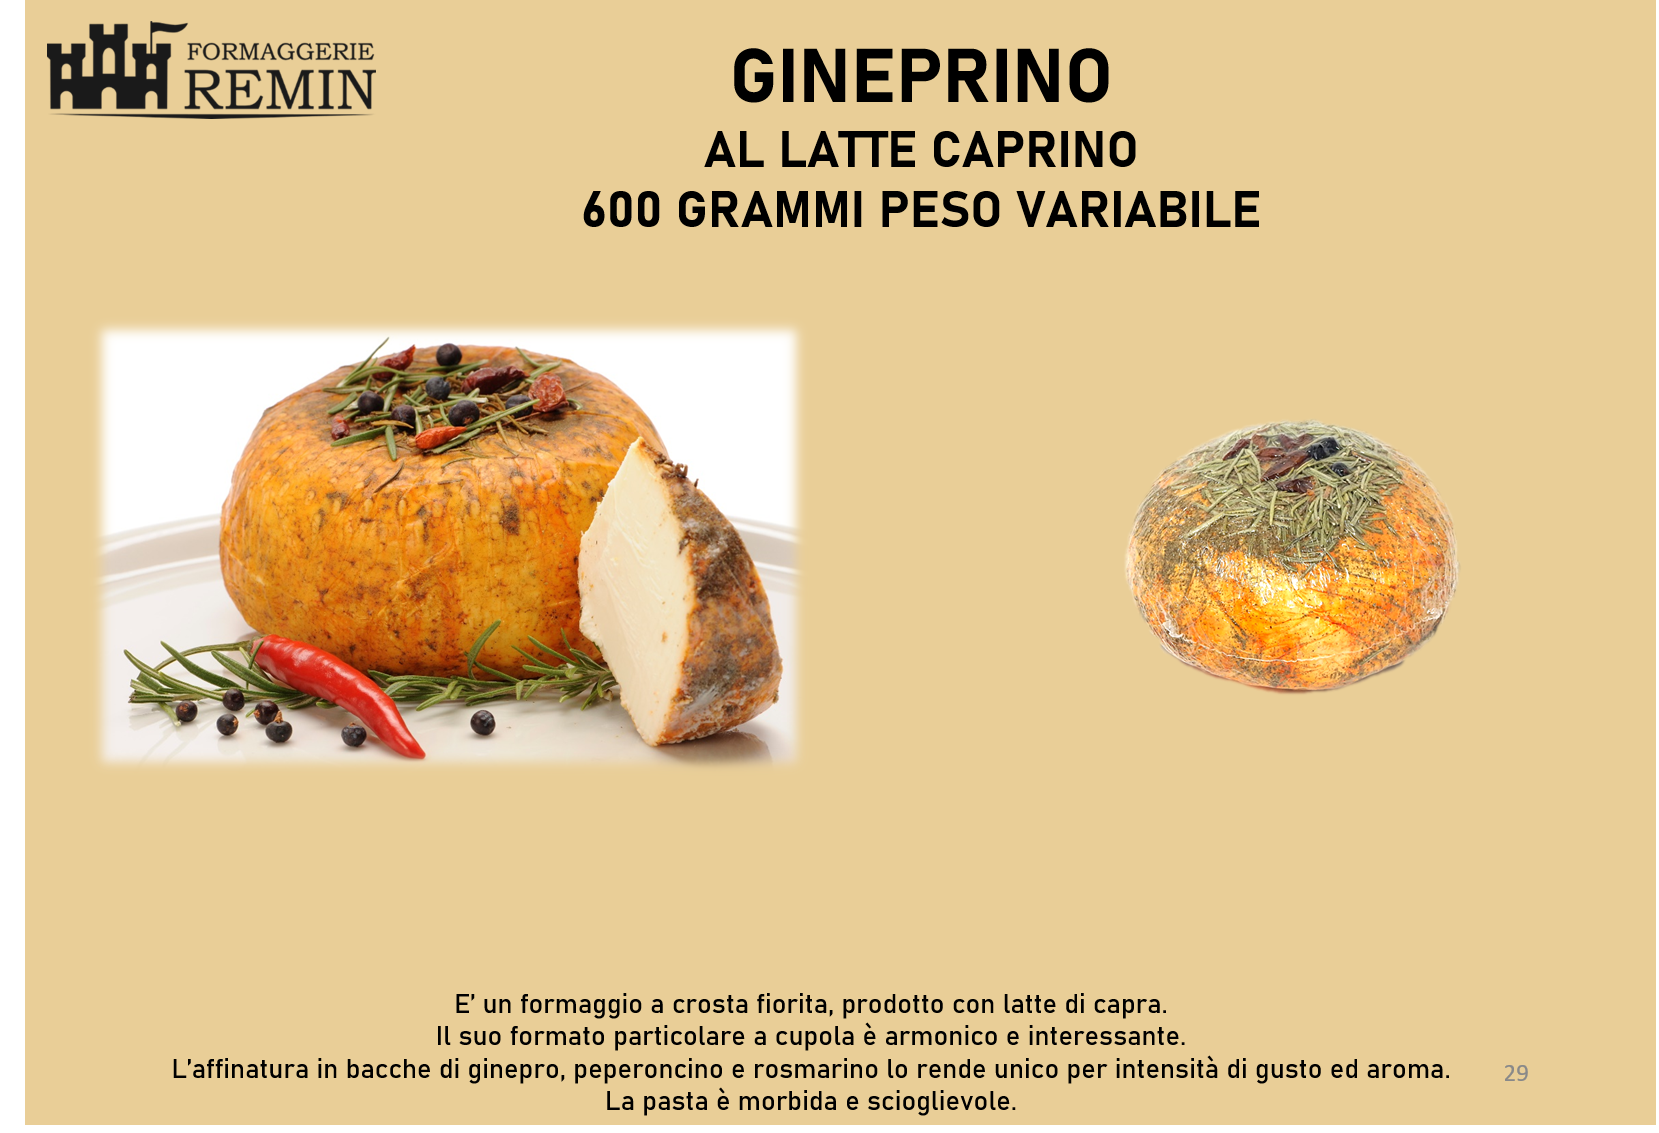 FORMAGGERIE
REMIN
GINEPRINO
AL LATTE CAPRINO
600 GRAMMI PESO VARIABILE
E’ un formaggio a crosta fiorita, prodotto con latte di capra.
Il suo formato particolare a cupola è armonico e interessante.
L’affinatura in bacche di ginepro, peperoncino e rosmarino lo rende unico per intensità di gusto ed aroma.
29
La pasta è morbida e scioglievole.